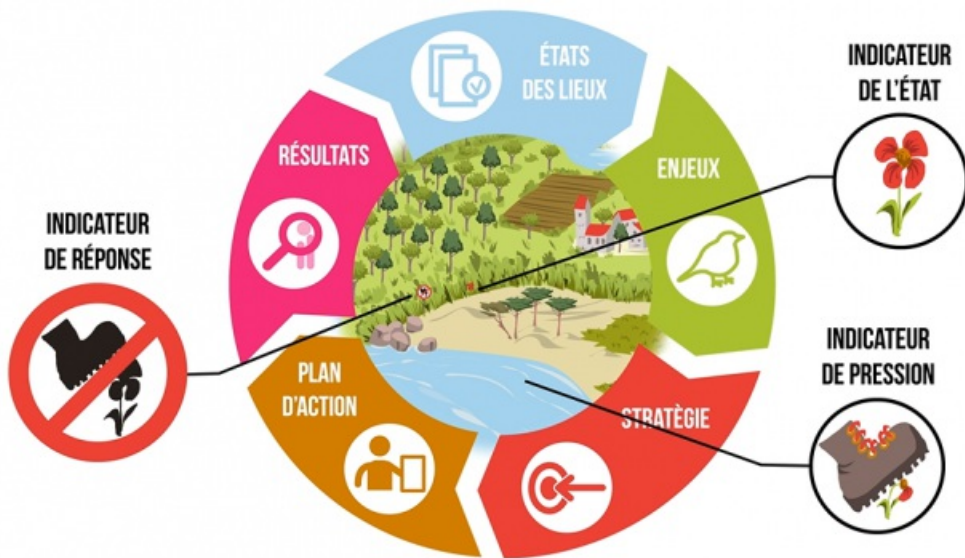 ÉTATS
DES LIEUX
INDICATEUR
DE L'ÉTAT
RÉSULTATS
ENJEUX
INDICATEUR
DE RÉPONSE
INDICATEUR
DE PRESSION
PLAN
D'ACTION
STRATÈGIE